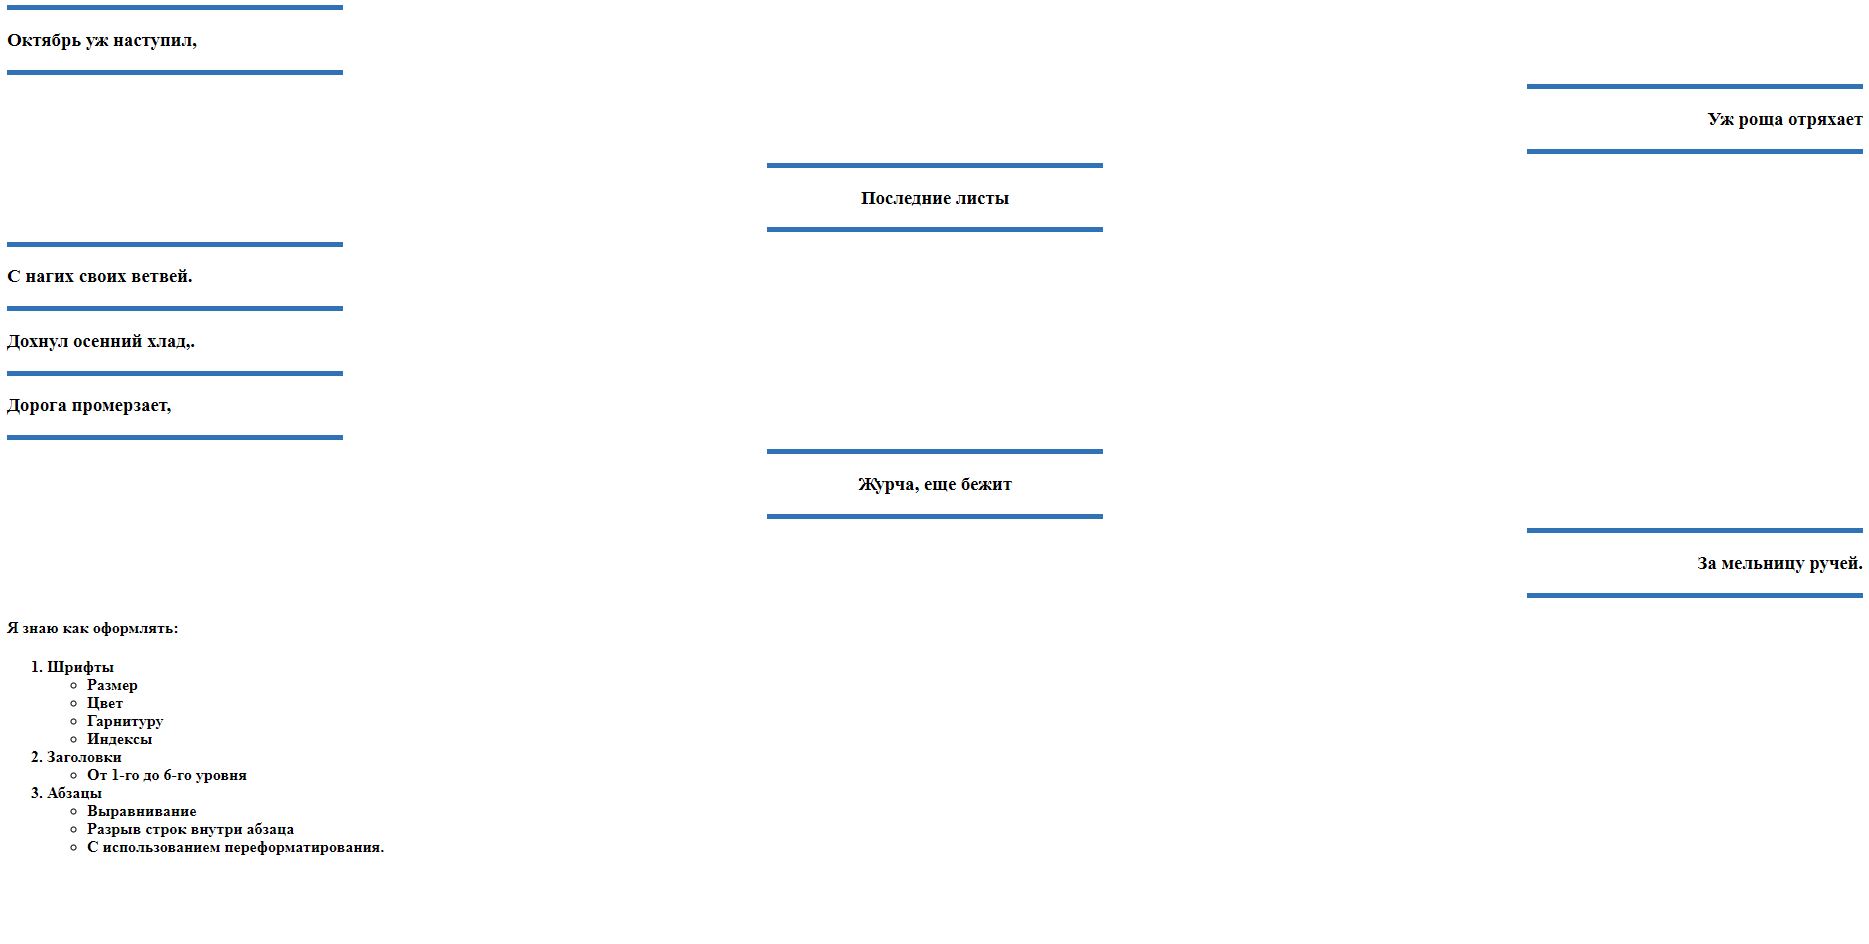 Октябрь уж наступил,
Уж роща отряхает
Последние листы
С нагих своих ветвей.
Дохнул осенний хлад,.
Дорога промерзает,
Журча, еще бежит
За мельницу ручей.
Я знаю как оформлять:
1. Шрифты
Размер
Цвет
Гарнитуру
Индексы
2. Заголовки
От 1-го до 6-го уровня
3. Абзацы
Выравнивание
Разрыв строк внутри абзаца
С использованием переформатирования.